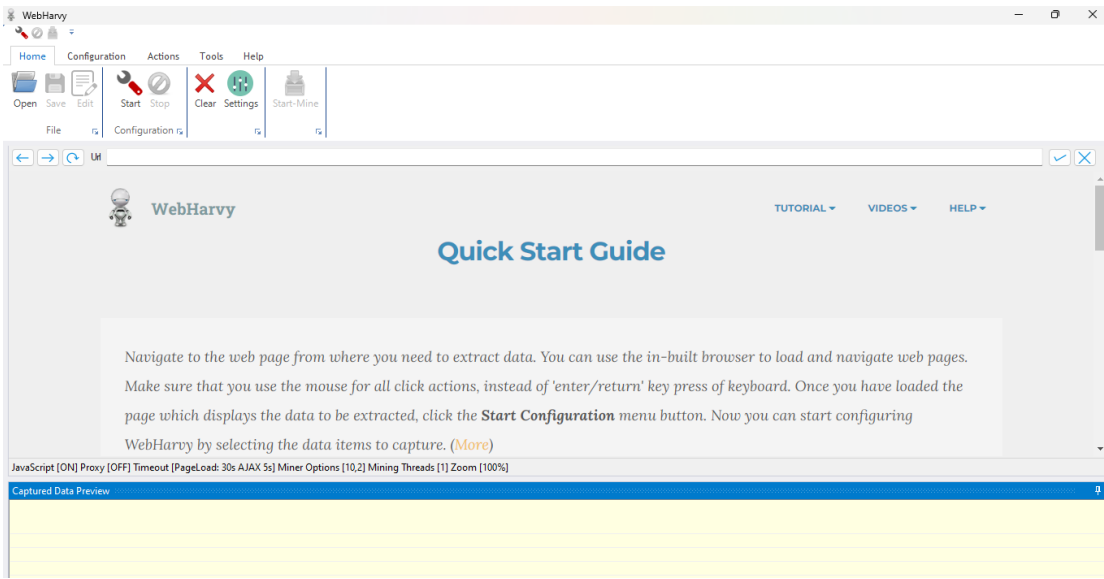 WebHarvy
Home Configuration Actions Tools Help
Open Save Edit Start Stop Clear Settings Start-Mine
File Configuration
Url
WebHarvy TUTORIAL VIDEOS HELP
Quick Start Guide
Navigate to the web page from where you need to extract data. You can use the in-built browser to load and navigate web pages.
Make sure that you use the mouse for all click actions, instead of 'enter/return' key press of keyboard. Once you have loaded the
page which displays the data to be extracted, click the Start Configuration menu button. Now you can start configuring
WebHarvy by selecting the data items to capture. (More)
JavaScript [ON] Proxy [OFF] Timeout [PageLoad: 30s AJAX 5s] Miner Options [10,2] Mining Threads [1] Zoom [100%]
Captured Data Preview